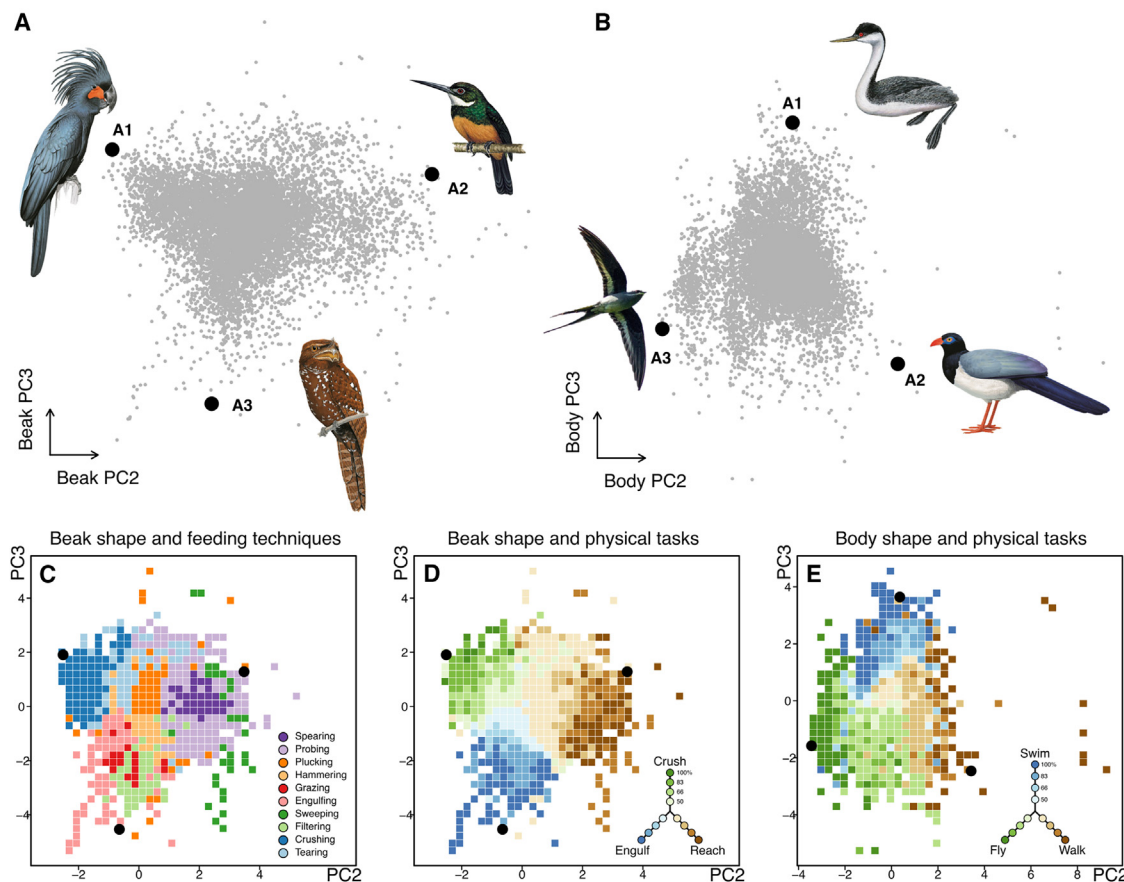 A
B
A1
A2
A3
Beak PC3
Beak PC2
A1
A2
A3
Body PC3
Body PC2
Beak shape and feeding techniques
Beak shape and physical tasks
Body shape and physical tasks
C
PC3
4
2
0
−2
−4
−2 0 2 4
PC2
Spearing
Probing
Plucking
Hammering
Grazing
Engulfing
Sweeping
Filtering
Crushing
Tearing
D
PC3
4
2
0
−2
−4
−2 0 2 4
PC2
Crush
100%
83
66
50
Engulf
Reach
E
PC3
4
2
0
−2
−4
−4 −2 0 2 4 6 8
PC2
Swim
100%
83
66
50
Fly
Walk